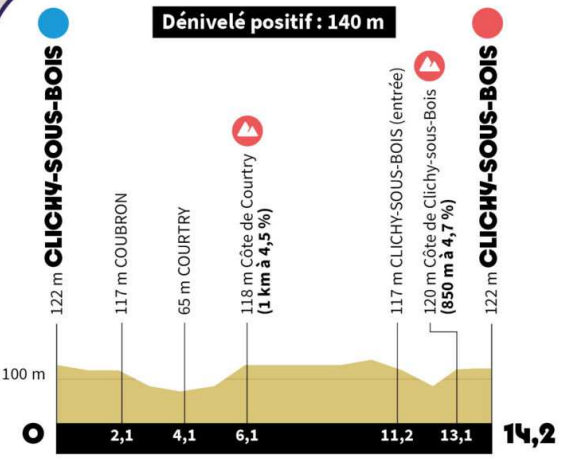 Dénivelé positif : 140 m
122 m CLICHY-SOUS-BOIS
117 m COUBRON
65 m COURTRY
118 m Côte de Courtry
(1 km à 4,5 %)
117 m CLICHY-SOUS-BOIS (entrée)
120 m Côte de Clichy-sous-Bois
(850 m à 4,7 %)
122 m CLICHY-SOUS-BOIS
100 m
0 2,1 4,1 6,1 11,2 13,1 14,2